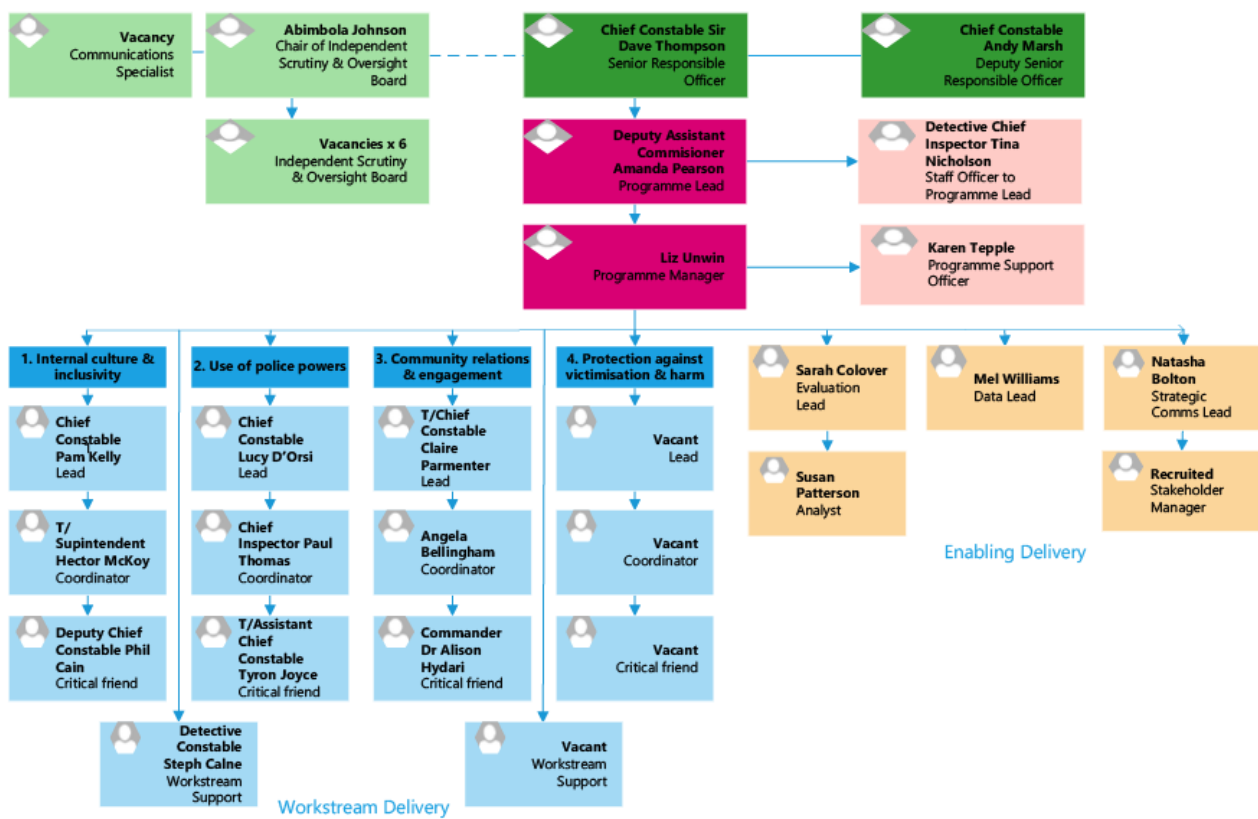 Vacancy
Communications
Specialist
Abimbola Johnson
Chair of Independent
Scrutiny & Oversight
Board
Chief Constable Sir
Dave Thompson
Senior Responsible
Officer
Chief Constable
Andy Marsh
Deputy Senior
Responsible Officer
Vacancies x 6
Independent Scrutiny
& Oversight Board
Deputy Assistant
Commisioner
Amanda Pearson
Programme Lead
Detective Chief
Inspector Tina
Nicholson
Staff Officer to
Programme Lead
Liz Unwin
Programme Manager
Karen Tepple
Programme Support
Officer
1. Internal culture &
inclusivity
2. Use of police powers
3. Community relations
& engagement
4. Protection against
victimisation & harm
Sarah Colover
Evaluation
Lead
Mel Williams
Data Lead
Natasha
Bolton
Strategic
Comms Lead
Chief
Constable
Pam Kelly
Lead
Chief
Constable
Lucy D'Orsi
Lead
T/Chief
Constable
Claire
Parmenter
Lead
Vacant
Lead
Susan
Patterson
Analyst
Recruited
Stakeholder
Manager
T/
Supintendent
Hector McKoy
Coordinator
Chief
Inspector Paul
Thomas
Coordinator
Angela
Bellingham
Coordinator
Vacant
Coordinator
Enabling Delivery
Deputy Chief
Constable Phil
Cain
Critical friend
T/Assistant
Chief
Constable
Tyron Joyce
Critical friend
Commander
Dr Alison
Hydari
Critical friend
Vacant
Critical friend
Detective
Constable
Steph Calne
Workstream
Support
Vacant
Workstream
Support
Workstream Delivery